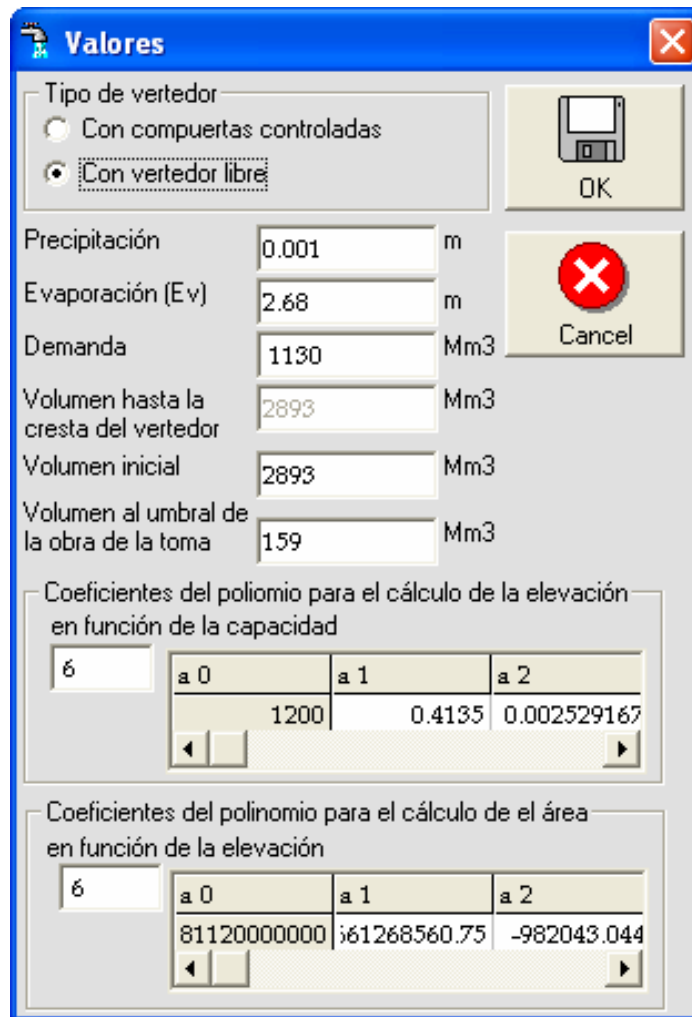 Valores
Tipo de vertedor
Con compuertas controladas
Con vertedor libre
OK
Precipitación 0.001 m
Evaporación (Ev) 2.68 m
Cancel
Demanda 1130 Mm3
Volumen hasta la
cresta del vertedor 2893 Mm3
Volumen inicial 2893 Mm3
Volumen al umbral de
la obra de la toma 159 Mm3
Coeficientes del poliomio para el cálculo de la elevación
en función de la capacidad
6 a 0 a 1 a 2
1200 0.4135 0.002529167
Coeficientes del polinomio para el cálculo de el área
en función de la elevación
6 a 0 a 1 a 2
81120000000 61268560.75 -982043.044